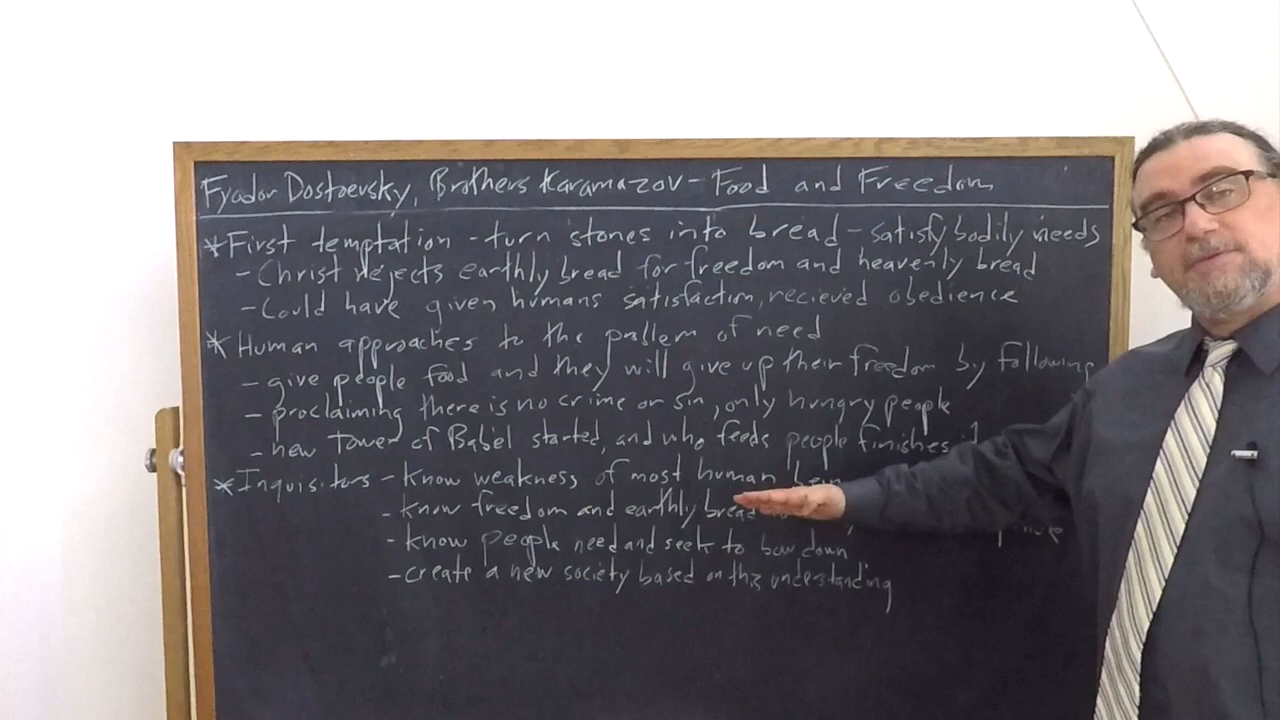 Fyodor Dostoevsky, Brothers Karamazov - Food and Freedom
* First temptation - turn stones into bread - satisfy bodily needs
- Christ rejects earthly bread for freedom and heavenly bread
- Could have given humans satisfaction, recieved obedience
* Human approaches to the problem of need
- give people food and they will give up their freedom by following
- proclaiming there is no crime or sin, only hungry people
- new Tower of Babel started, and who feeds people finishes it
* Inquisitors - know weakness of most human
- know freedom and earthly bread
- know people need and seek to bow down
- create a new society based on this understanding